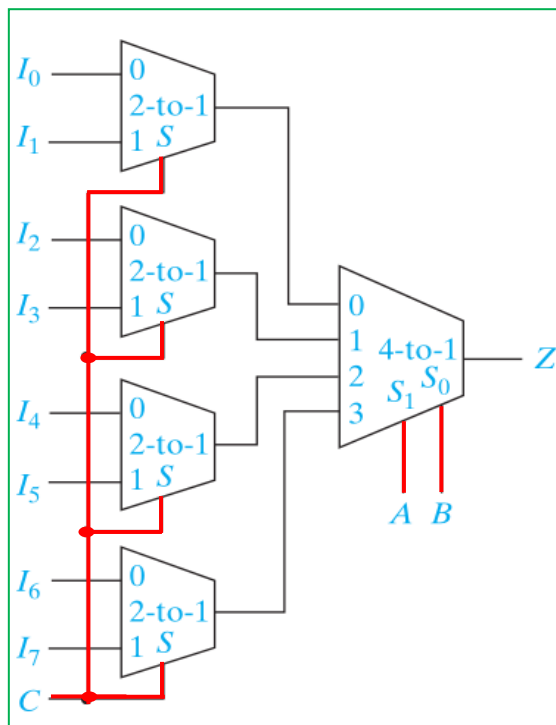 I₀ 0
2-to-1
I₁ 1 S
I₂ 0
2-to-1
I₃ 1 S
0
1
4-to-1 Z
2
S₁ S₀
3
I₄ 0
2-to-1
I₅ 1 S
A B
I₆ 0
2-to-1
I₇ 1 S
C